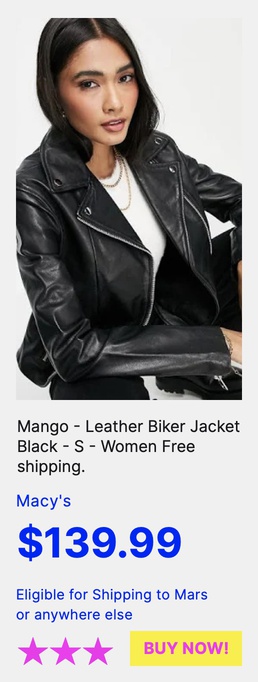 Mango - Leather Biker Jacket
Black - S - Women Free
shipping.
Macy's
$139.99
Eligible for Shipping to Mars
or anywhere else
BUY NOW!